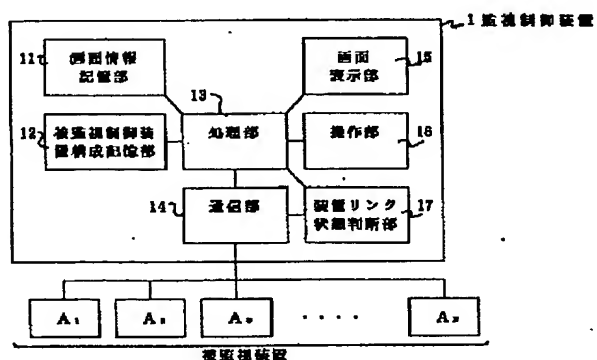 1 監視制御装置
11 画面情報
記憶部
15 画面
表示部
13
12 被監視制御装
置構成記憶部
処理部
操作部 16
14 通信部
装置リンク
状態判断部 17
A₁ A₂ ・・・・
被監視装置